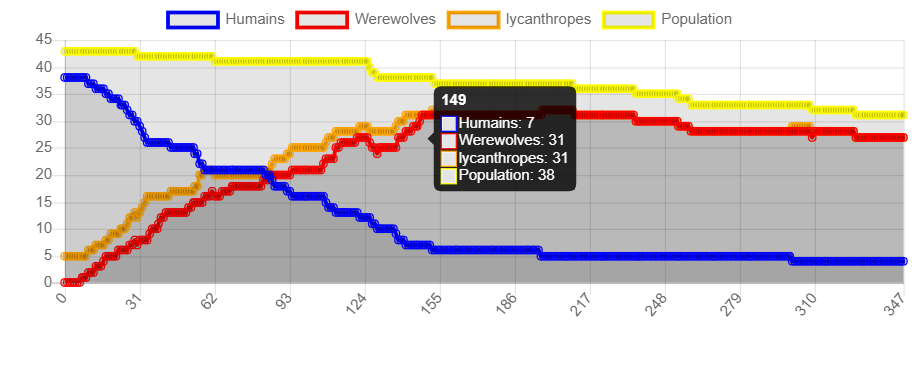 Humains Werewolves lycanthropes Population
45
40
35
30
25
20
15
10
5
0
149
Humains: 7
Werewolves: 31
lycanthropes: 31
Population: 38
0 31 62 93 124 155 186 217 248 279 310 347